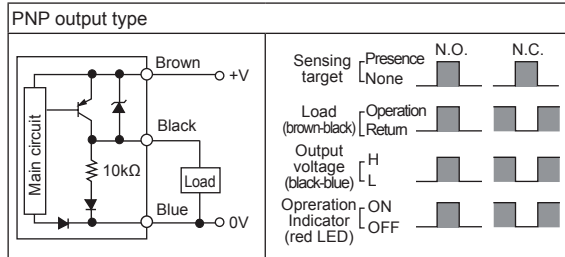 PNP output type
Brown
+V
Main circuit
Black
10kΩ
Load
Blue
0V
N.O. N.C.
Sensing target Presence None
Load (brown-black) Operation Return
Output voltage (black-blue) H L
Opreration Indicator (red LED) ON OFF